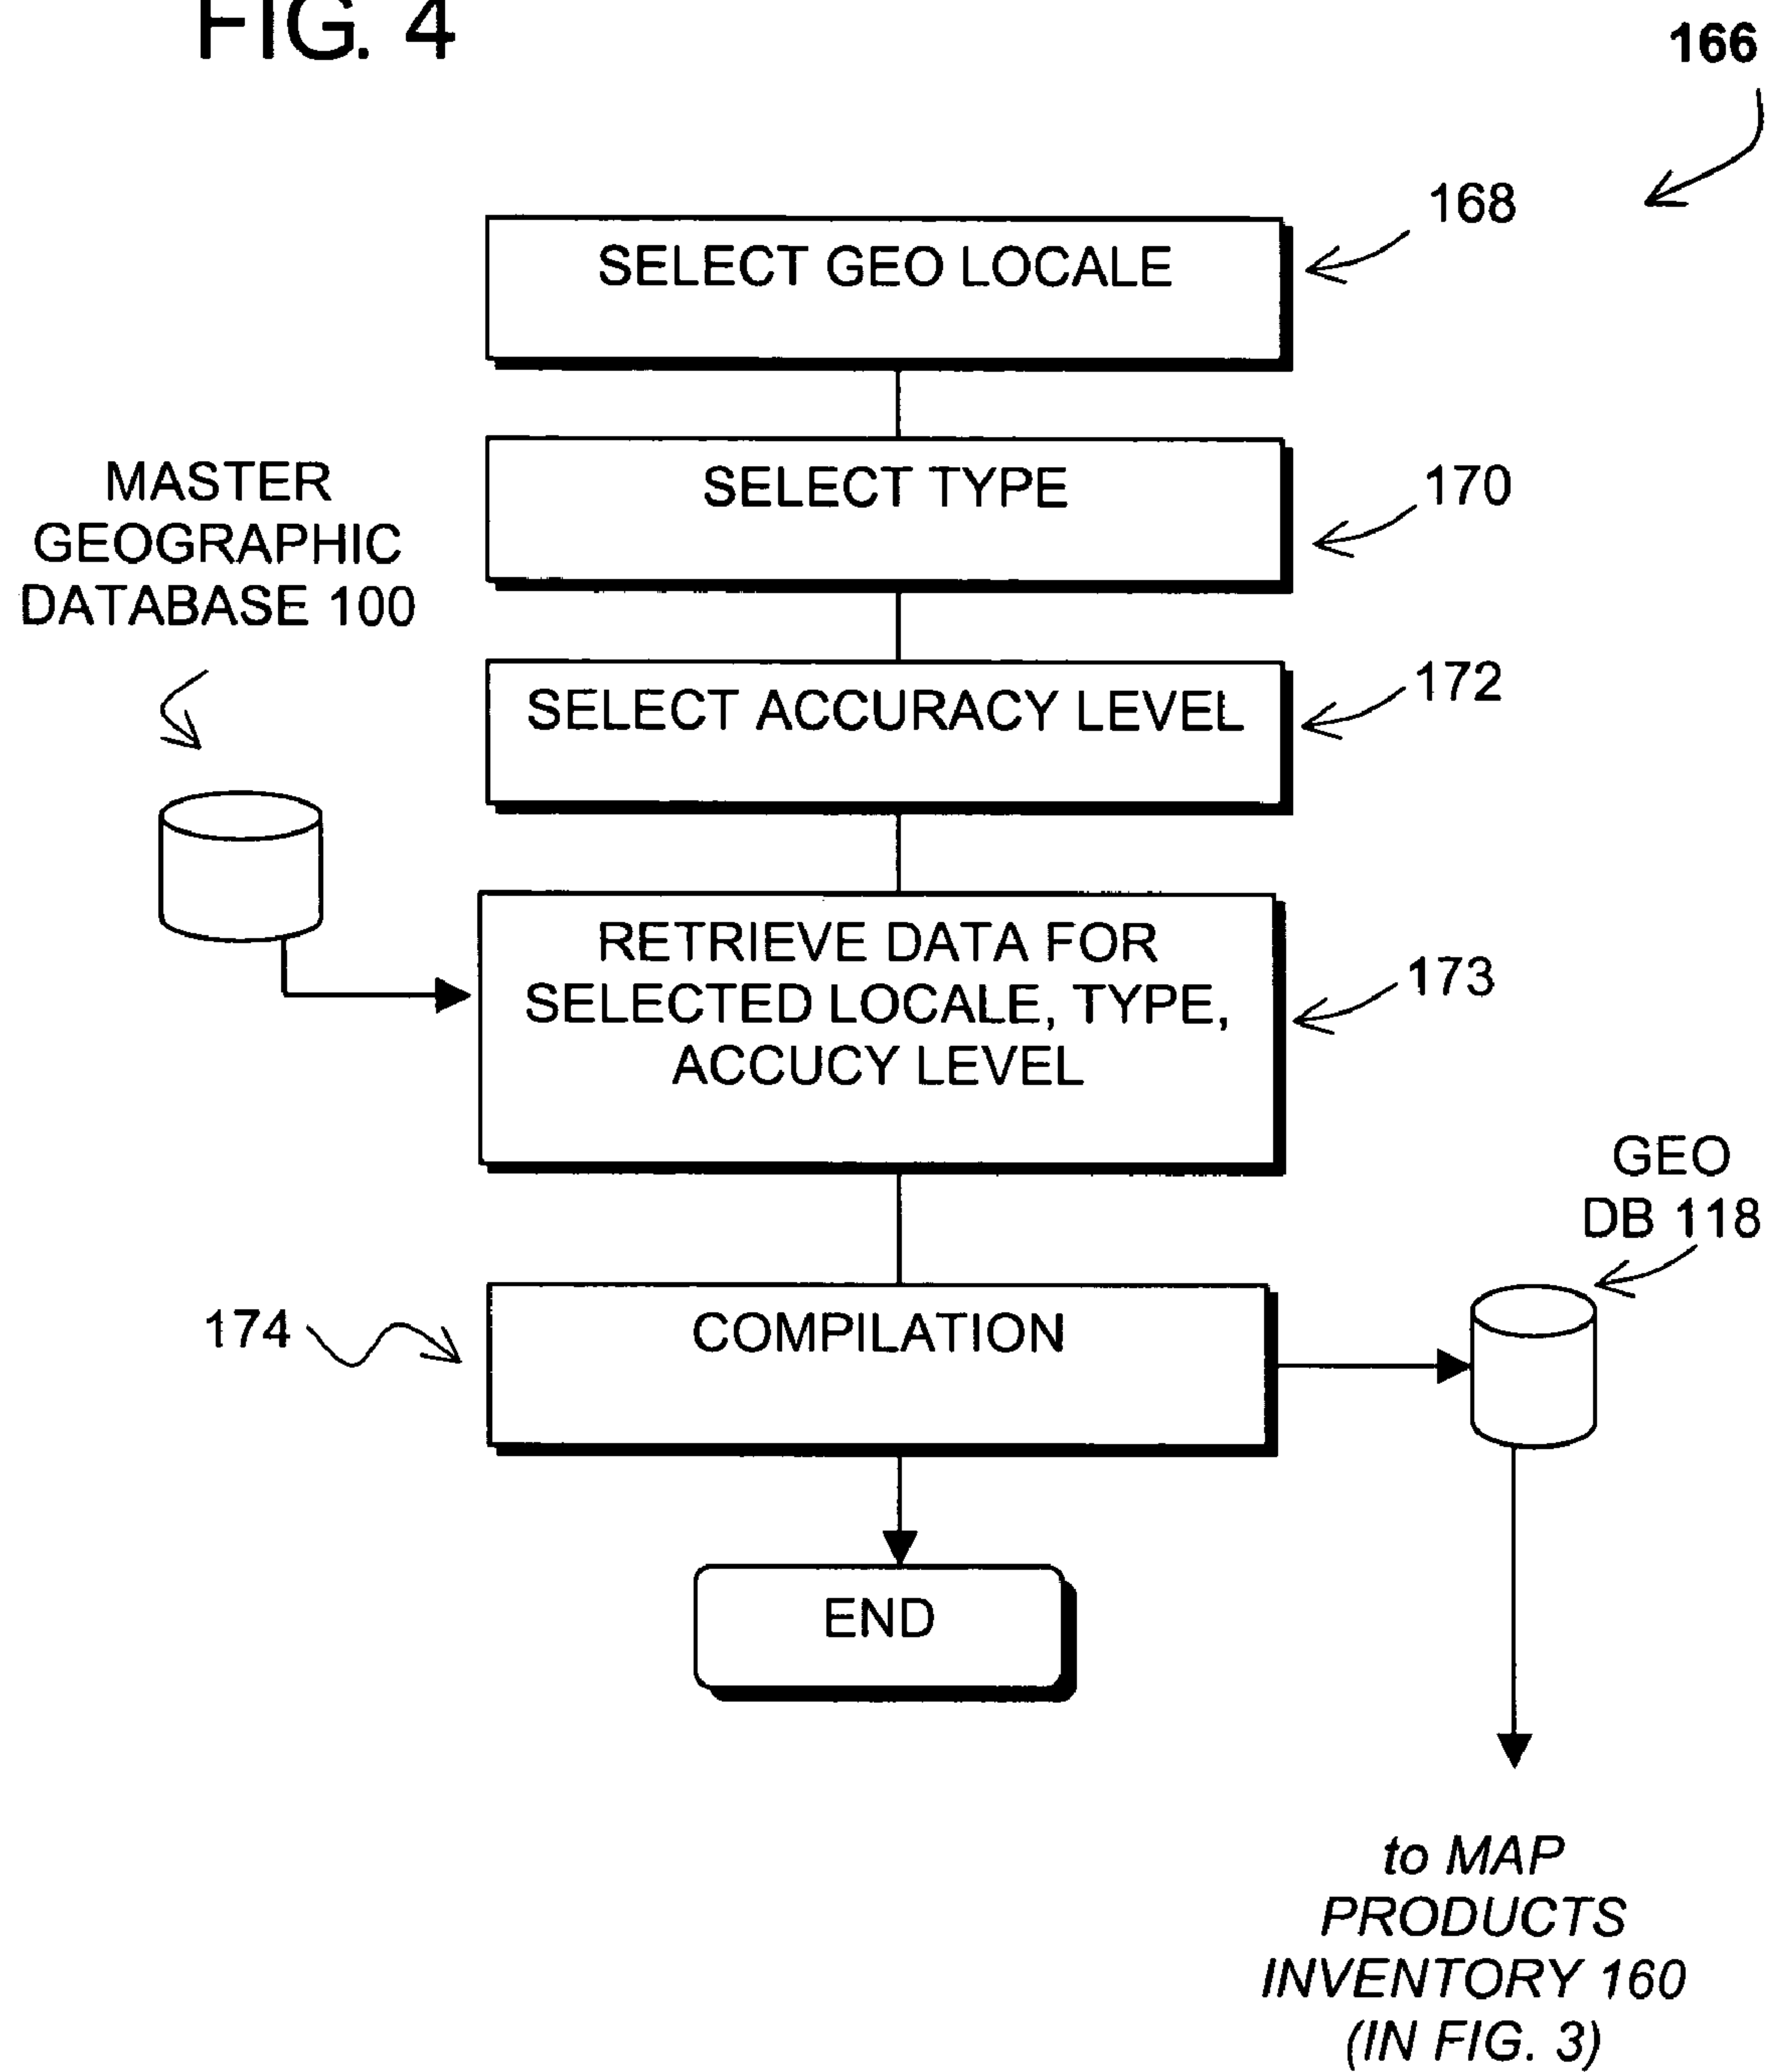 FIG. 4
166
168
SELECT GEO LOCALE
MASTER
GEOGRAPHIC
DATABASE 100
SELECT TYPE
170
SELECT ACCURACY LEVEL
172
RETRIEVE DATA FOR
SELECTED LOCALE, TYPE,
ACCUCY LEVEL
173
GEO
DB 118
174
COMPILATION
END
to MAP
PRODUCTS
INVENTORY 160
(IN FIG. 3)